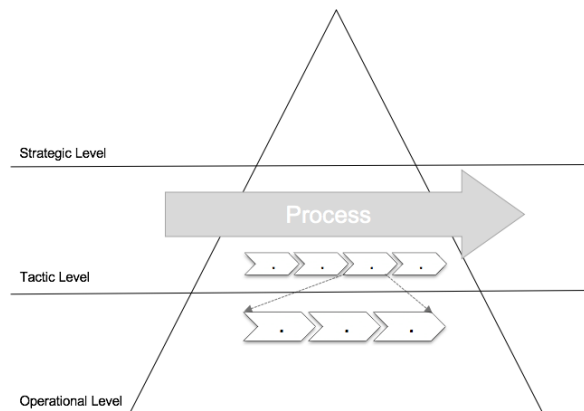 Strategic Level
Process
Tactic Level
Operational Level